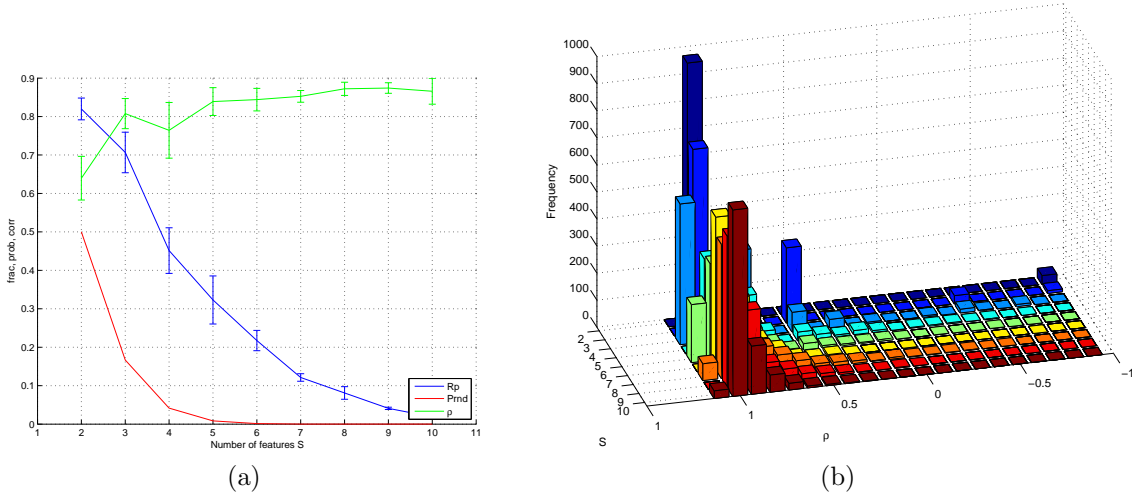 0.9
0.8
0.7
0.6
0.5
0.4
0.3
0.2
0.1
0
frac, prob, corr
1 2 3 4 5 6 7 8 9 10 11
Number of features S
Rp
Prnd
ρ
(a)
1000
900
800
700
600
500
400
300
200
100
0
Frequency
2
3
4
5
6
7
8
9
10
S
1 1 0.5 0 −0.5 −1
ρ
(b)